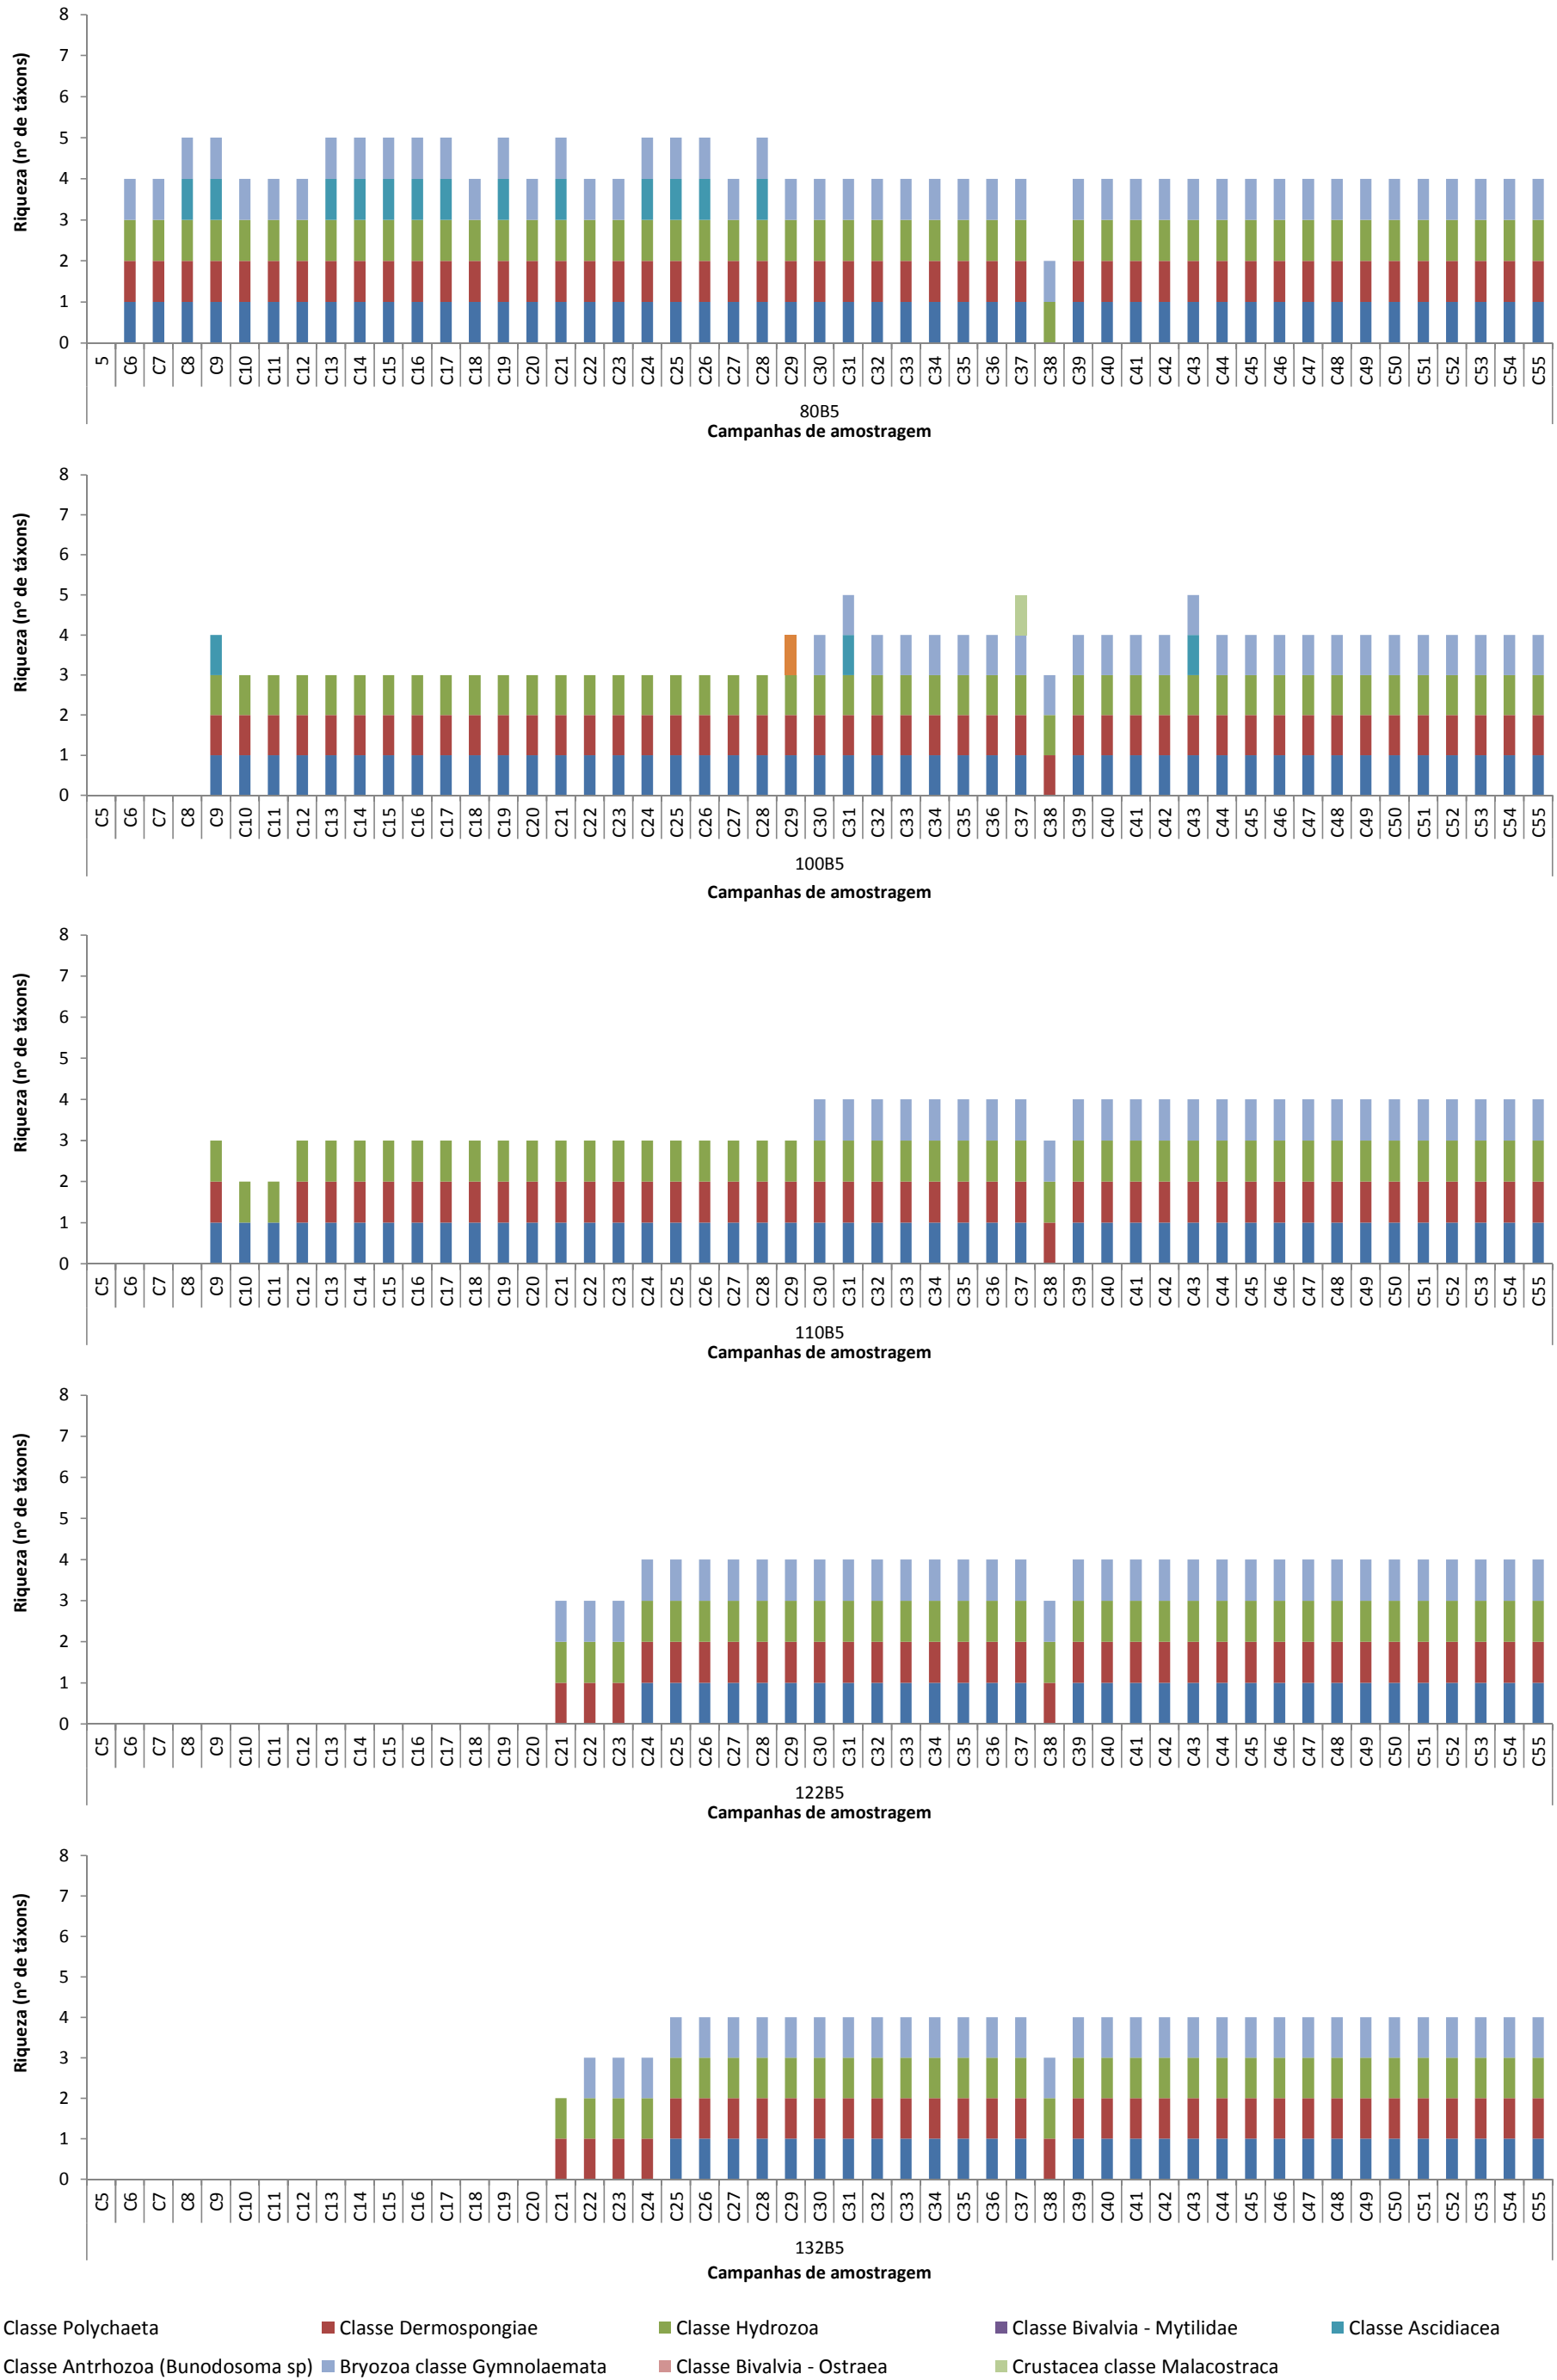 8
7
6
5
4
3
2
1
0
Riqueza (nº de táxons)
5 C6 C7 C8 C9 C10 C11 C12 C13 C14 C15 C16 C17 C18 C19 C20 C21 C22 C23 C24 C25 C26 C27 C28 C29 C30 C31 C32 C33 C34 C35 C36 C37 C38 C39 C40 C41 C42 C43 C44 C45 C46 C47 C48 C49 C50 C51 C52 C53 C54 C55
80B5
Campanhas de amostragem
8
7
6
5
4
3
2
1
0
Riqueza (nº de táxons)
C5 C6 C7 C8 C9 C10 C11 C12 C13 C14 C15 C16 C17 C18 C19 C20 C21 C22 C23 C24 C25 C26 C27 C28 C29 C30 C31 C32 C33 C34 C35 C36 C37 C38 C39 C40 C41 C42 C43 C44 C45 C46 C47 C48 C49 C50 C51 C52 C53 C54 C55
100B5
Campanhas de amostragem
8
7
6
5
4
3
2
1
0
Riqueza (nº de táxons)
C5 C6 C7 C8 C9 C10 C11 C12 C13 C14 C15 C16 C17 C18 C19 C20 C21 C22 C23 C24 C25 C26 C27 C28 C29 C30 C31 C32 C33 C34 C35 C36 C37 C38 C39 C40 C41 C42 C43 C44 C45 C46 C47 C48 C49 C50 C51 C52 C53 C54 C55
110B5
Campanhas de amostragem
8
7
6
5
4
3
2
1
0
Riqueza (nº de táxons)
C5 C6 C7 C8 C9 C10 C11 C12 C13 C14 C15 C16 C17 C18 C19 C20 C21 C22 C23 C24 C25 C26 C27 C28 C29 C30 C31 C32 C33 C34 C35 C36 C37 C38 C39 C40 C41 C42 C43 C44 C45 C46 C47 C48 C49 C50 C51 C52 C53 C54 C55
122B5
Campanhas de amostragem
8
7
6
5
4
3
2
1
0
Riqueza (nº de táxons)
C5 C6 C7 C8 C9 C10 C11 C12 C13 C14 C15 C16 C17 C18 C19 C20 C21 C22 C23 C24 C25 C26 C27 C28 C29 C30 C31 C32 C33 C34 C35 C36 C37 C38 C39 C40 C41 C42 C43 C44 C45 C46 C47 C48 C49 C50 C51 C52 C53 C54 C55
132B5
Campanhas de amostragem
Classe Polychaeta Classe Dermospongiae Classe Hydrozoa Classe Bivalvia - Mytilidae Classe Ascidiacea
Classe Antrhozoa (Bunodosoma sp) Bryozoa classe Gymnolaemata Classe Bivalvia - Ostraea Crustacea classe Malacostraca